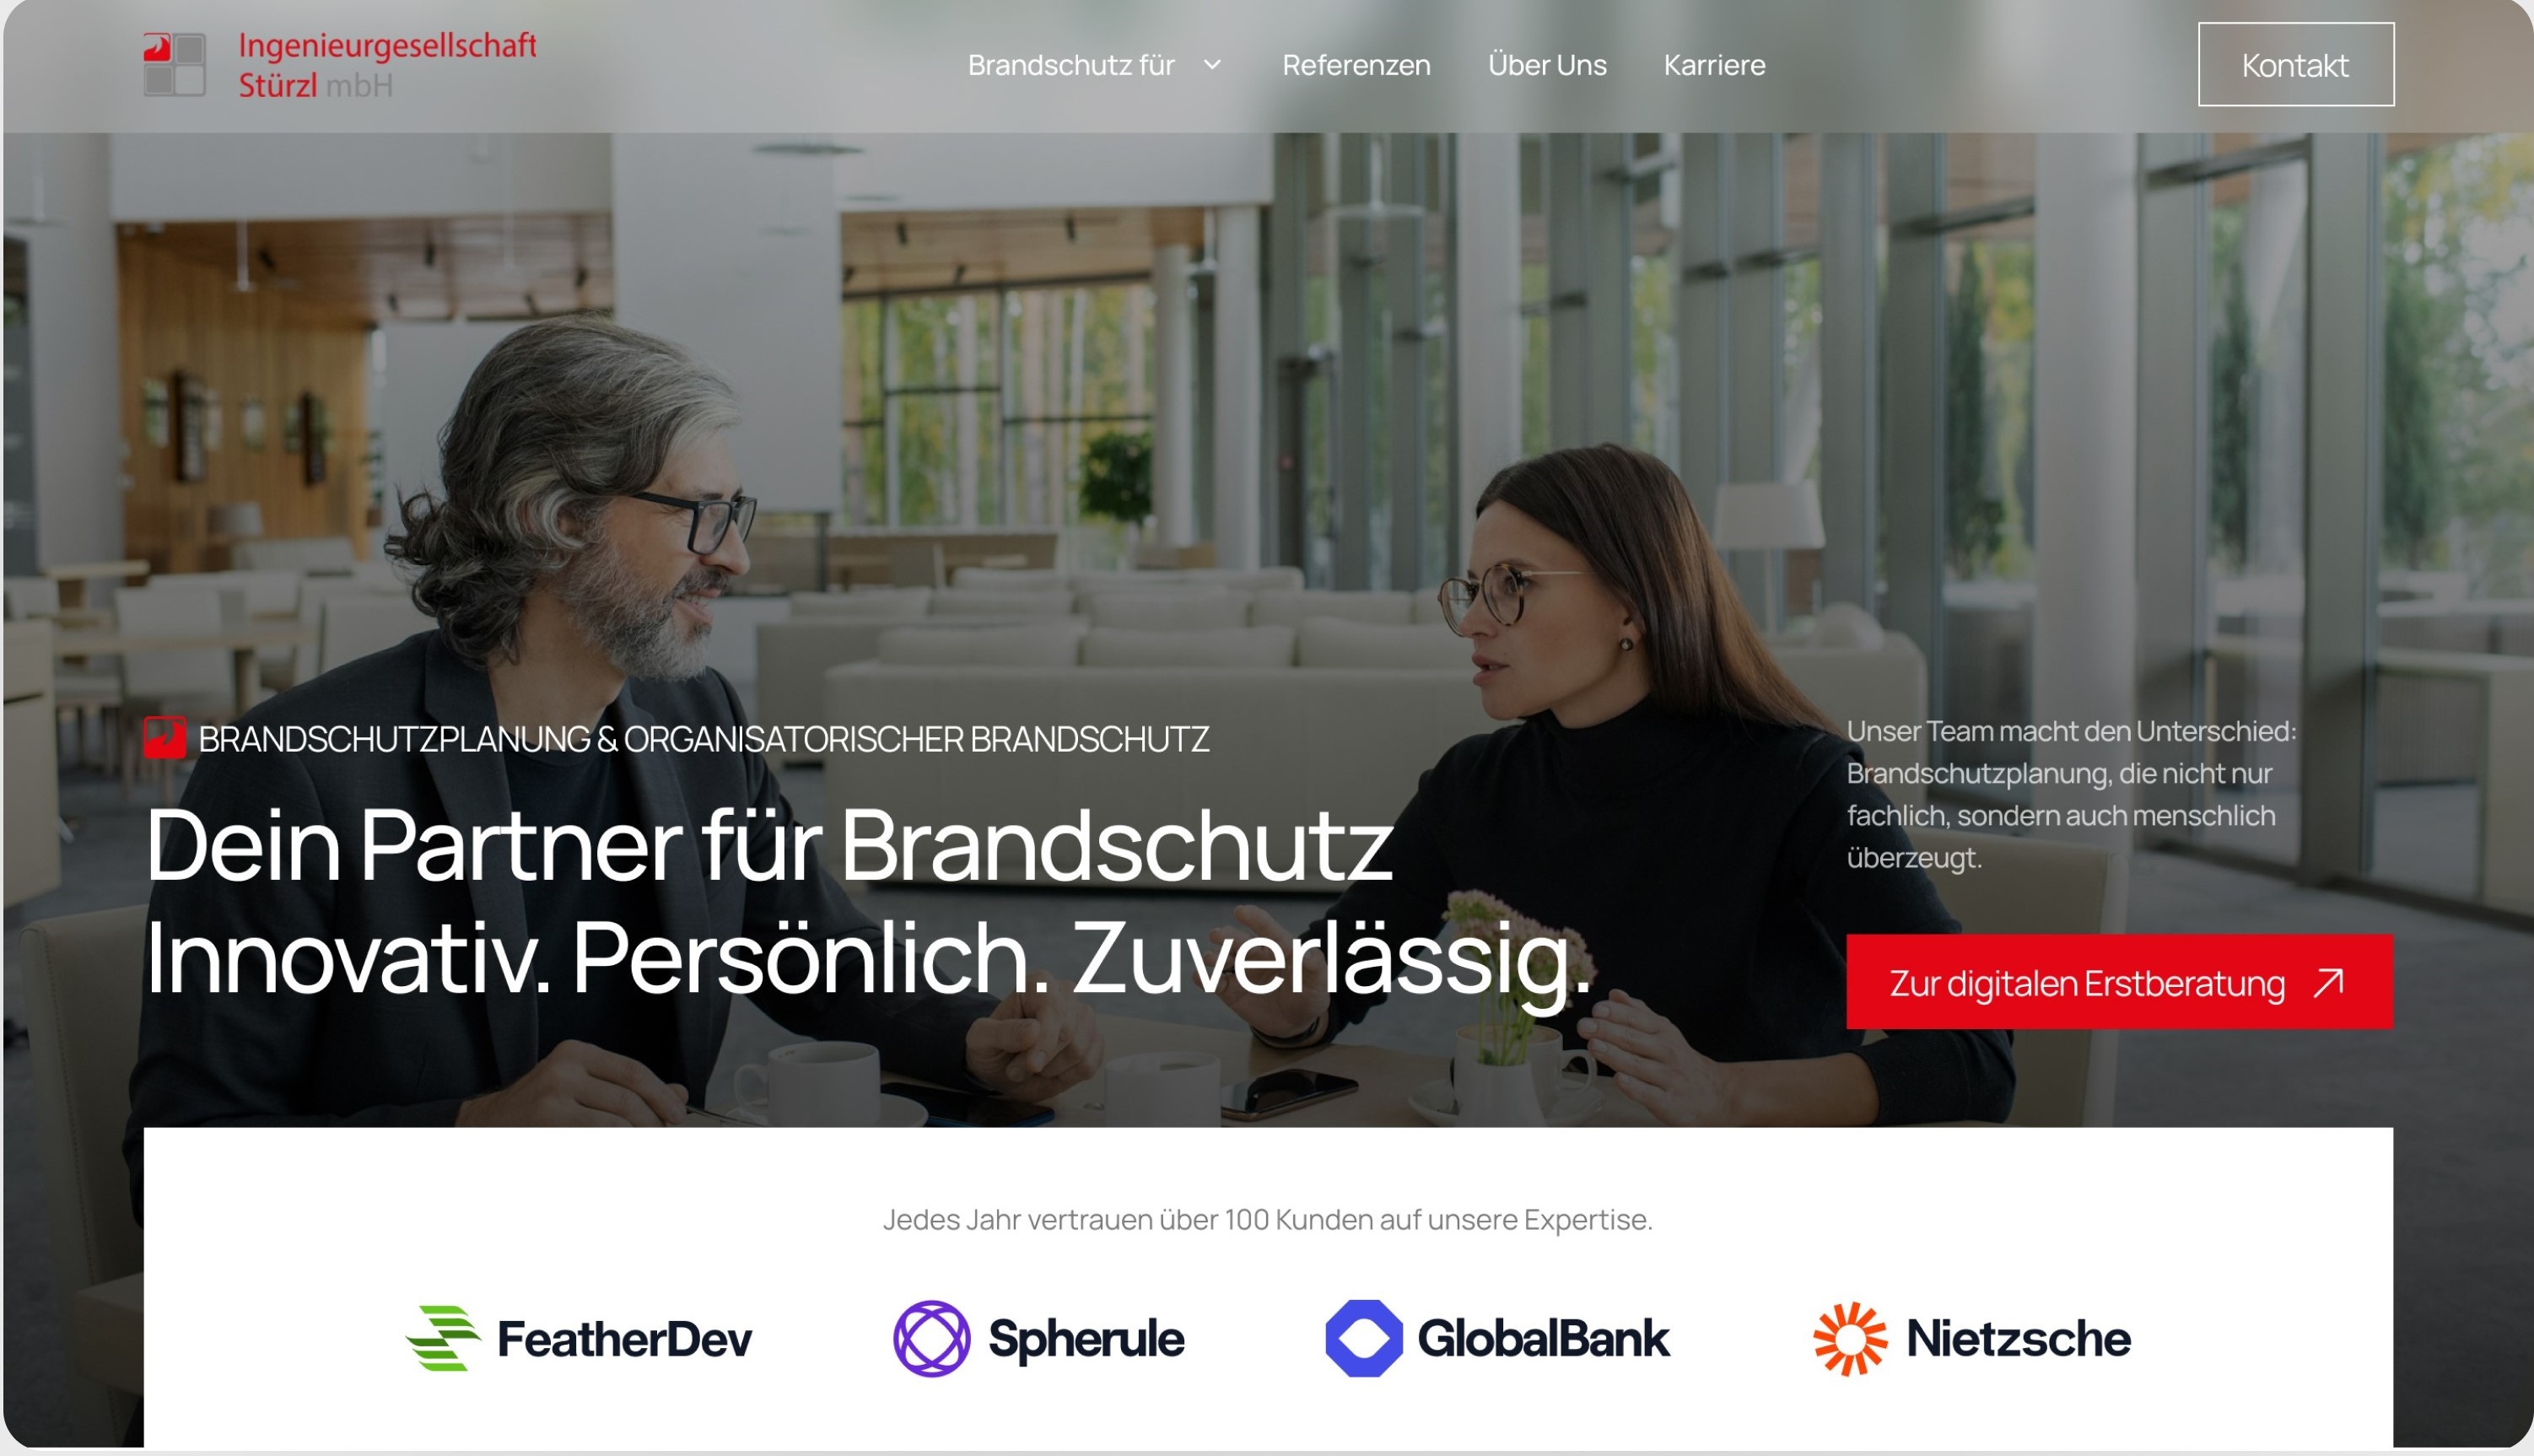 Ingenieurgesellschaft
Stürzl mbH
Brandschutz für
Referenzen
Über Uns
Karriere
Kontakt
BRANDSCHUTZPLANUNG & ORGANISATORISCHER BRANDSCHUTZ
Dein Partner für Brandschutz
Innovativ. Persönlich. Zuverlässig.
Unser Team macht den Unterschied:
Brandschutzplanung, die nicht nur
fachlich, sondern auch menschlich
überzeugt.
Zur digitalen Erstberatung
Jedes Jahr vertrauen über 100 Kunden auf unsere Expertise.
FeatherDev
Spherule
GlobalBank
Nietzsche